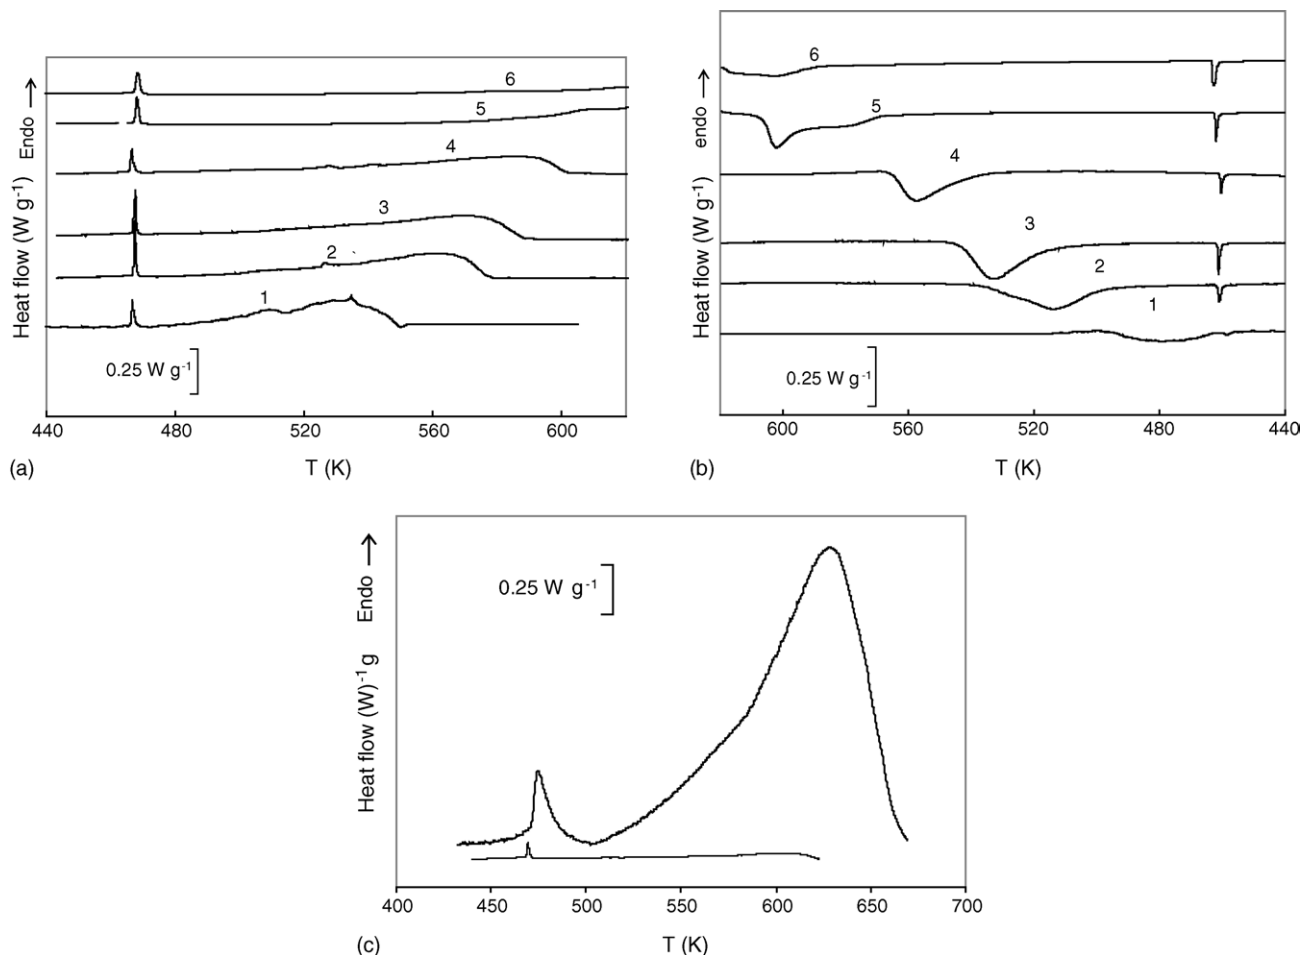 6
5
4
3
2
1
Heat flow (W g-1) Endo →
0.25 W g-1
440 480 520 560 600
(a) T (K)
6
5
4
3
2
1
Heat flow (W g-1) endo →
0.25 W g-1
600 560 520 480 440
(b) T (K)
Heat flow (W)-1 g Endo →
0.25 W g-1
400 450 500 550 600 650 700
(c) T (K)